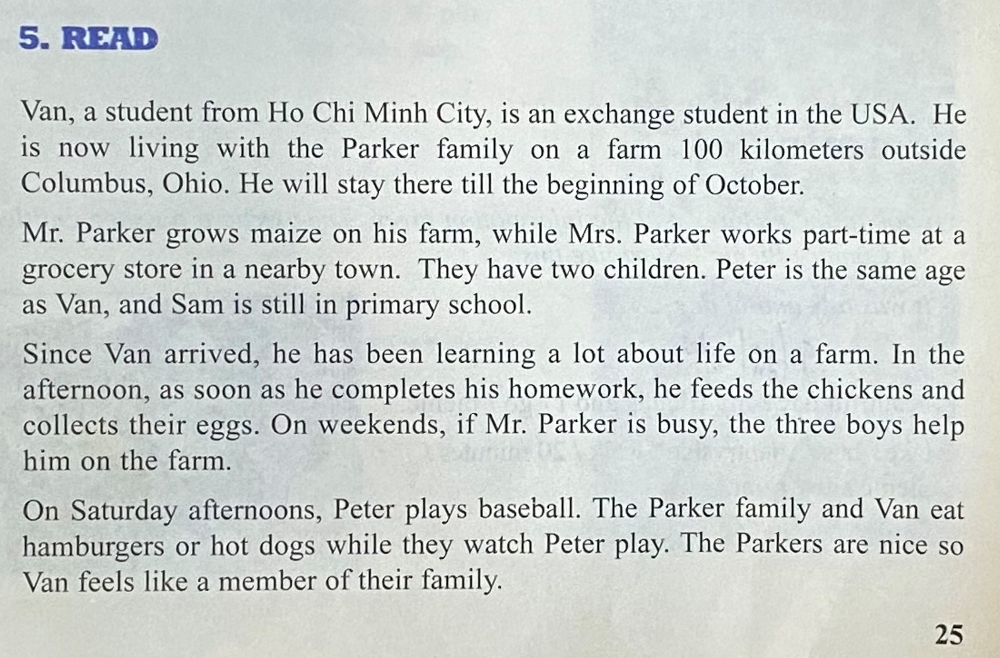 5. READ
Van, a student from Ho Chi Minh City, is an exchange student in the USA. He
is now living with the Parker family on a farm 100 kilometers outside
Columbus, Ohio. He will stay there till the beginning of October.
Mr. Parker grows maize on his farm, while Mrs. Parker works part-time at a
grocery store in a nearby town. They have two children. Peter is the same age
as Van, and Sam is still in primary school.
Since Van arrived, he has been learning a lot about life on a farm. In the
afternoon, as soon as he completes his homework, he feeds the chickens and
collects their eggs. On weekends, if Mr. Parker is busy, the three boys help
him on the farm.
On Saturday afternoons, Peter plays baseball. The Parker family and Van eat
hamburgers or hot dogs while they watch Peter play. The Parkers are nice so
Van feels like a member of their family.
25